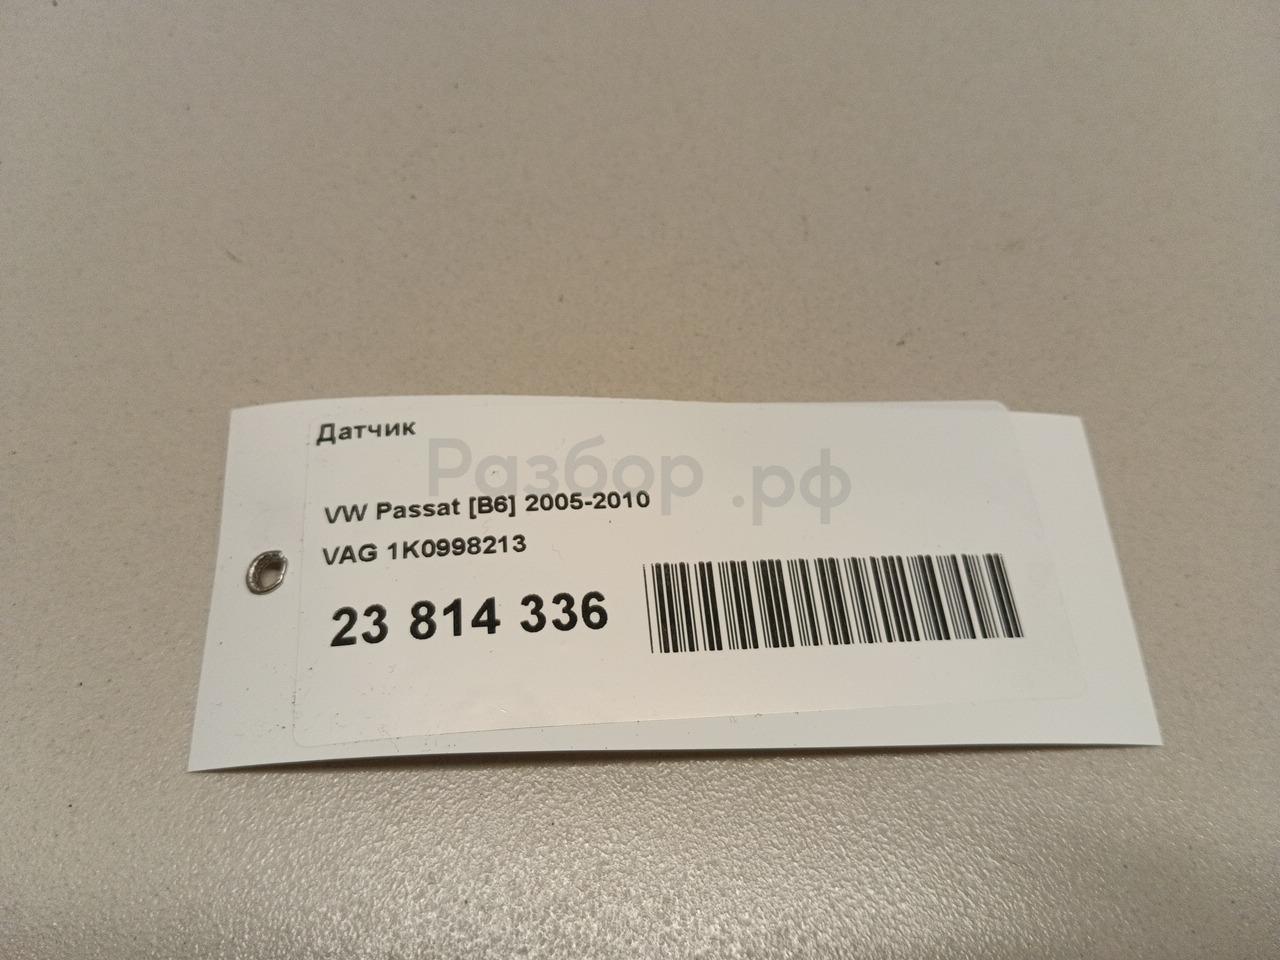 Датчик
Разбор.рф
VW Passat [B6] 2005-2010
VAG 1K0998213
23 814 336